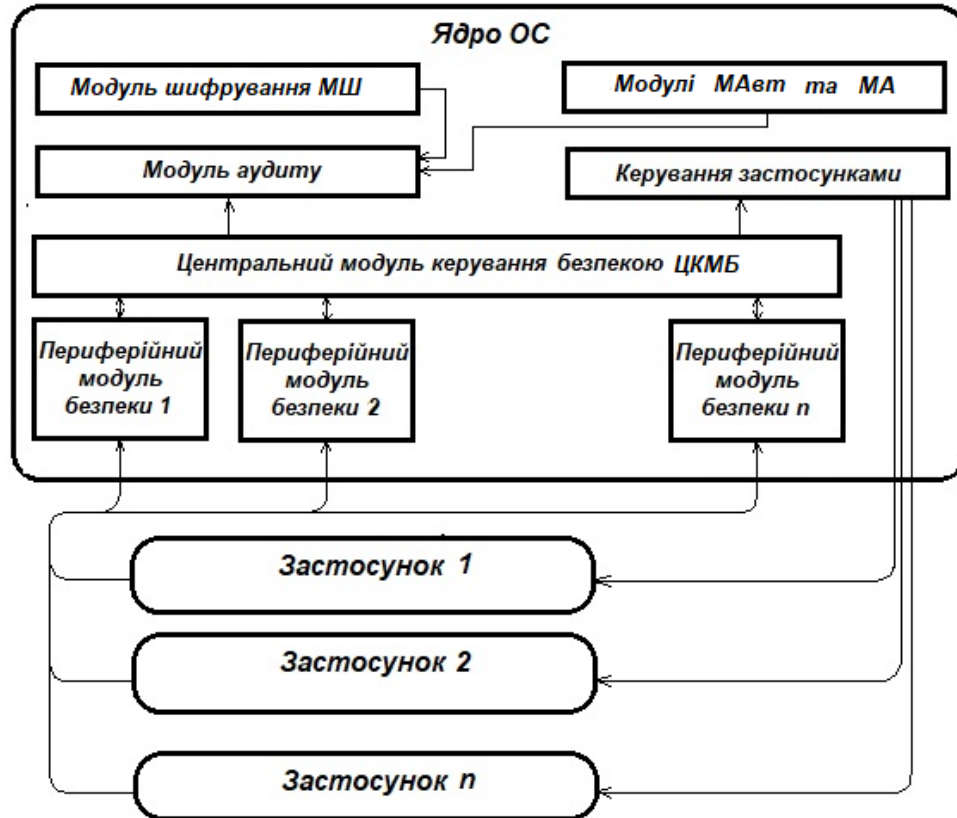 Ядро ОС
Модуль шифрування МШ
Модулі МАвт та МА
Модуль аудиту
Керування застосунками
Центральний модуль керування безпекою ЦКМБ
Периферійний
модуль
безпеки 1
Периферійний
модуль
безпеки 2
Периферійний
модуль
безпеки n
Застосунок 1
Застосунок 2
Застосунок n